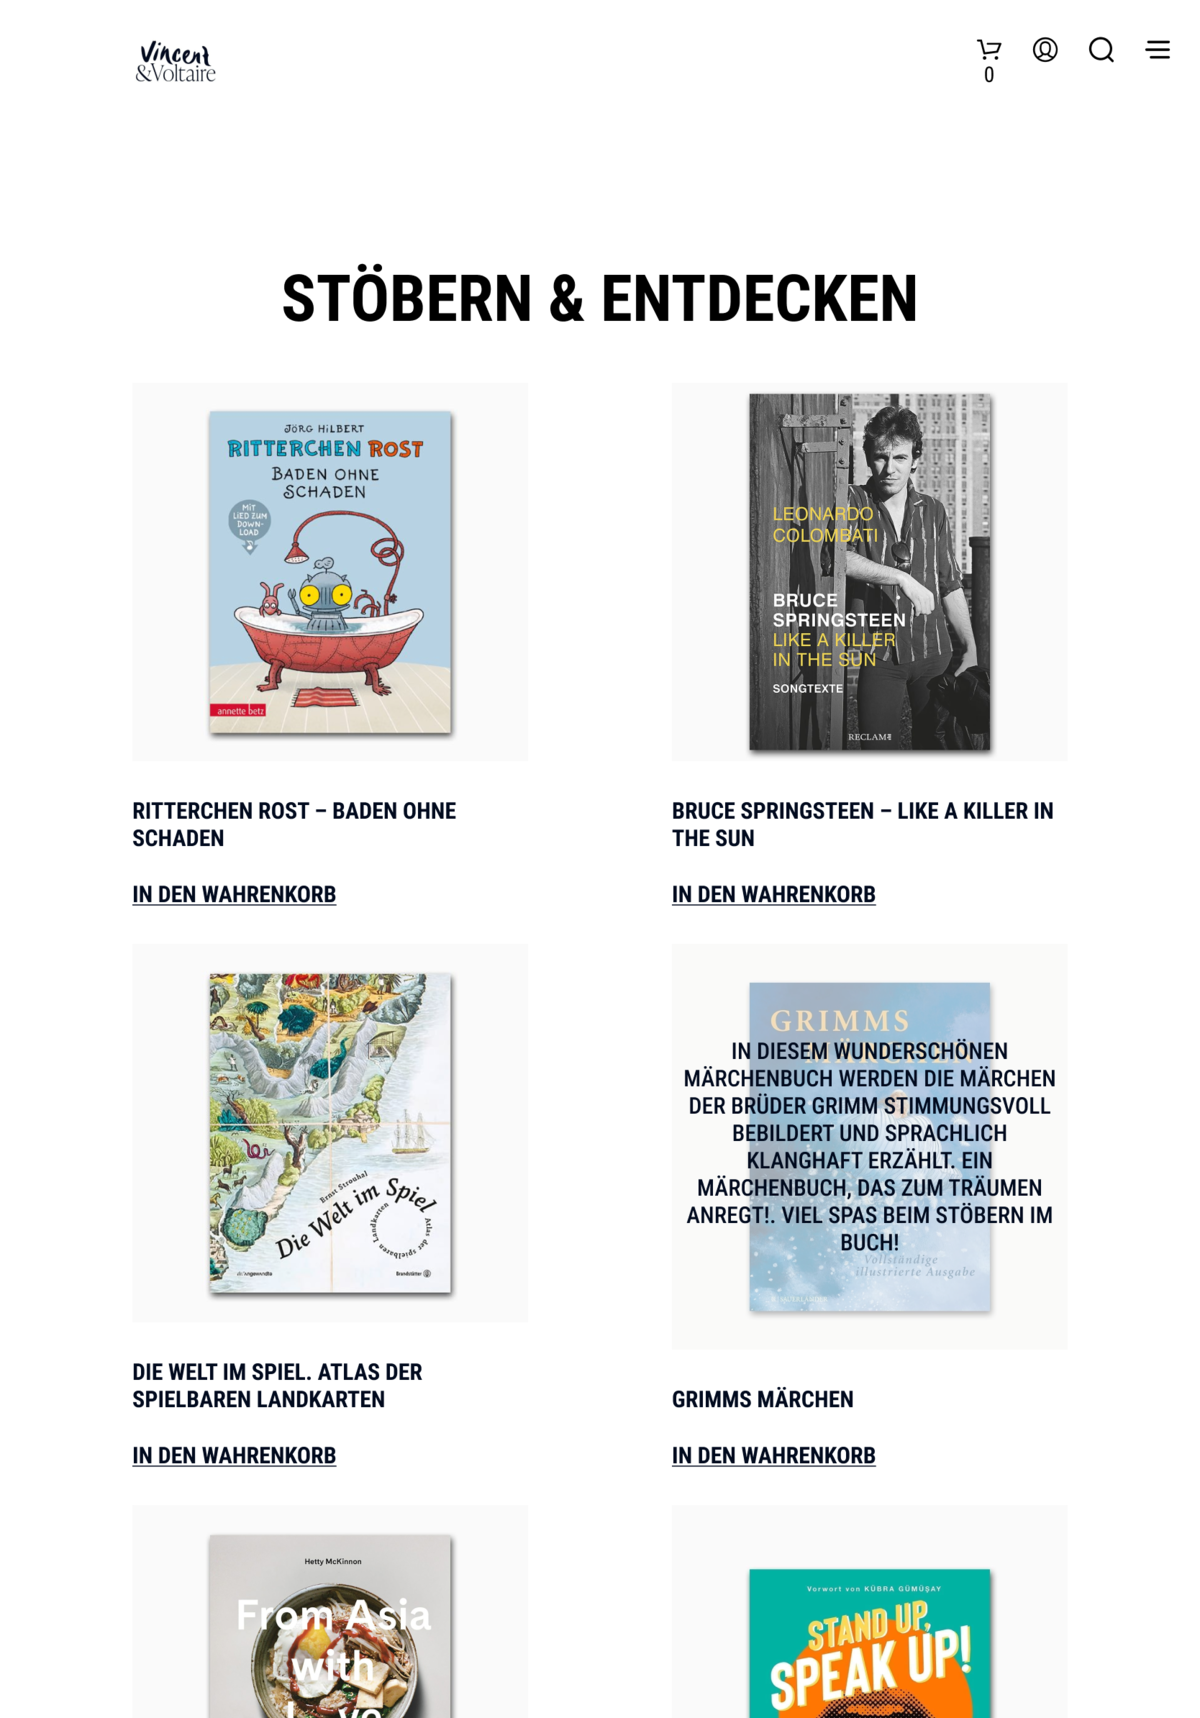 Vincent
&Voltaire
0
STÖBERN & ENTDECKEN
JÖRG HILBERT
RITTERCHEN ROST
BADEN OHNE
SCHADEN
MIT
LIED ZUM
DOWN-
LOAD
annette betz
LEONARDO
COLOMBATI
BRUCE
SPRINGSTEEN
LIKE A KILLER
IN THE SUN
SONGTEXTE
RECLAM
RITTERCHEN ROST – BADEN OHNE
SCHADEN
BRUCE SPRINGSTEEN – LIKE A KILLER IN
THE SUN
IN DEN WAHRENKORB
IN DEN WAHRENKORB
Ernst Strouhal
Die Welt im Spiel
Atlas der spielbaren Landkarten
Brandstätter
GRIMMS
IN DIESEM WUNDERSCHÖNEN
MÄRCHENBUCH WERDEN DIE MÄRCHEN
DER BRÜDER GRIMM STIMMUNGSVOLL
BEBILDERT UND SPRACHLICH
KLANGHAFT ERZÄHLT. EIN
MÄRCHENBUCH, DAS ZUM TRÄUMEN
ANREGT!. VIEL SPAS BEIM STÖBERN IM
BUCH!
Vollständige
illustrierte Ausgabe
DIE WELT IM SPIEL. ATLAS DER
SPIELBAREN LANDKARTEN
GRIMMS MÄRCHEN
IN DEN WAHRENKORB
IN DEN WAHRENKORB
Hetty McKinnon
From Asia
with
Love
Vorwort von KÜBRA GÜMÜŞAY
STAND UP,
SPEAK UP!